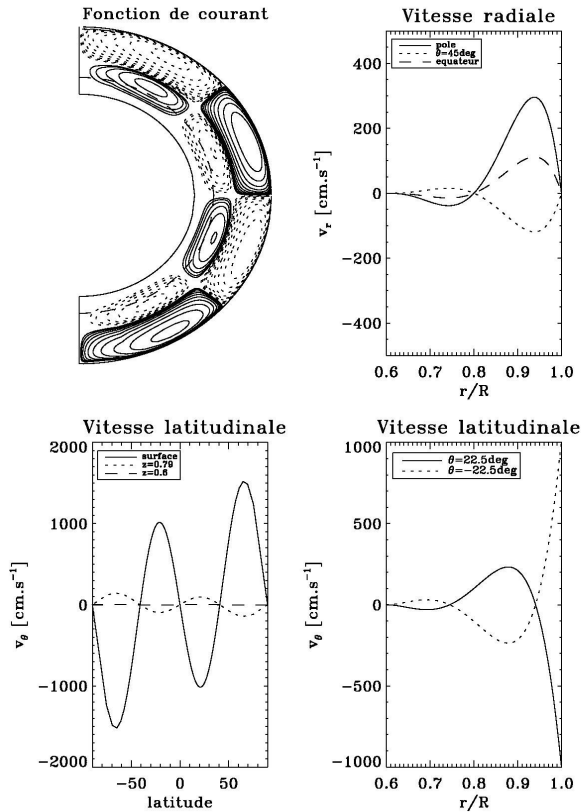 Fonction de courant
Vitesse radiale
pole
θ=45deg
equateur
400
200
0
−200
−400
v_r [cm.s⁻¹]
0.6 0.7 0.8 0.9 1.0
r/R
Vitesse latitudinale
surface
z=0.79
z=0.6
2000
1000
0
−1000
−2000
v_θ [cm.s⁻¹]
−50 0 50
latitude
Vitesse latitudinale
θ=22.5deg
θ=−22.5deg
1000
500
0
−500
−1000
v_θ [cm.s⁻¹]
0.6 0.7 0.8 0.9 1.0
r/R